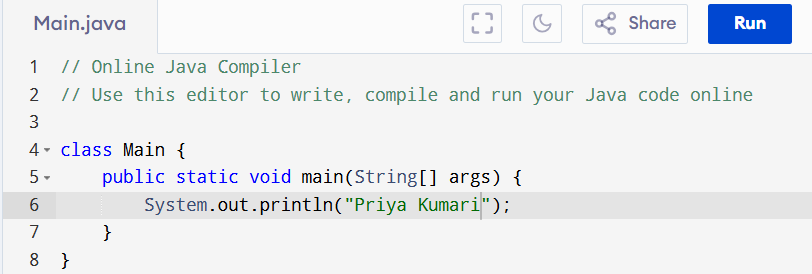 Main.java Share Run
1 // Online Java Compiler
2 // Use this editor to write, compile and run your Java code online
3
4 class Main {
5     public static void main(String[] args) {
6         System.out.println("Priya Kumari");
7     }
8 }